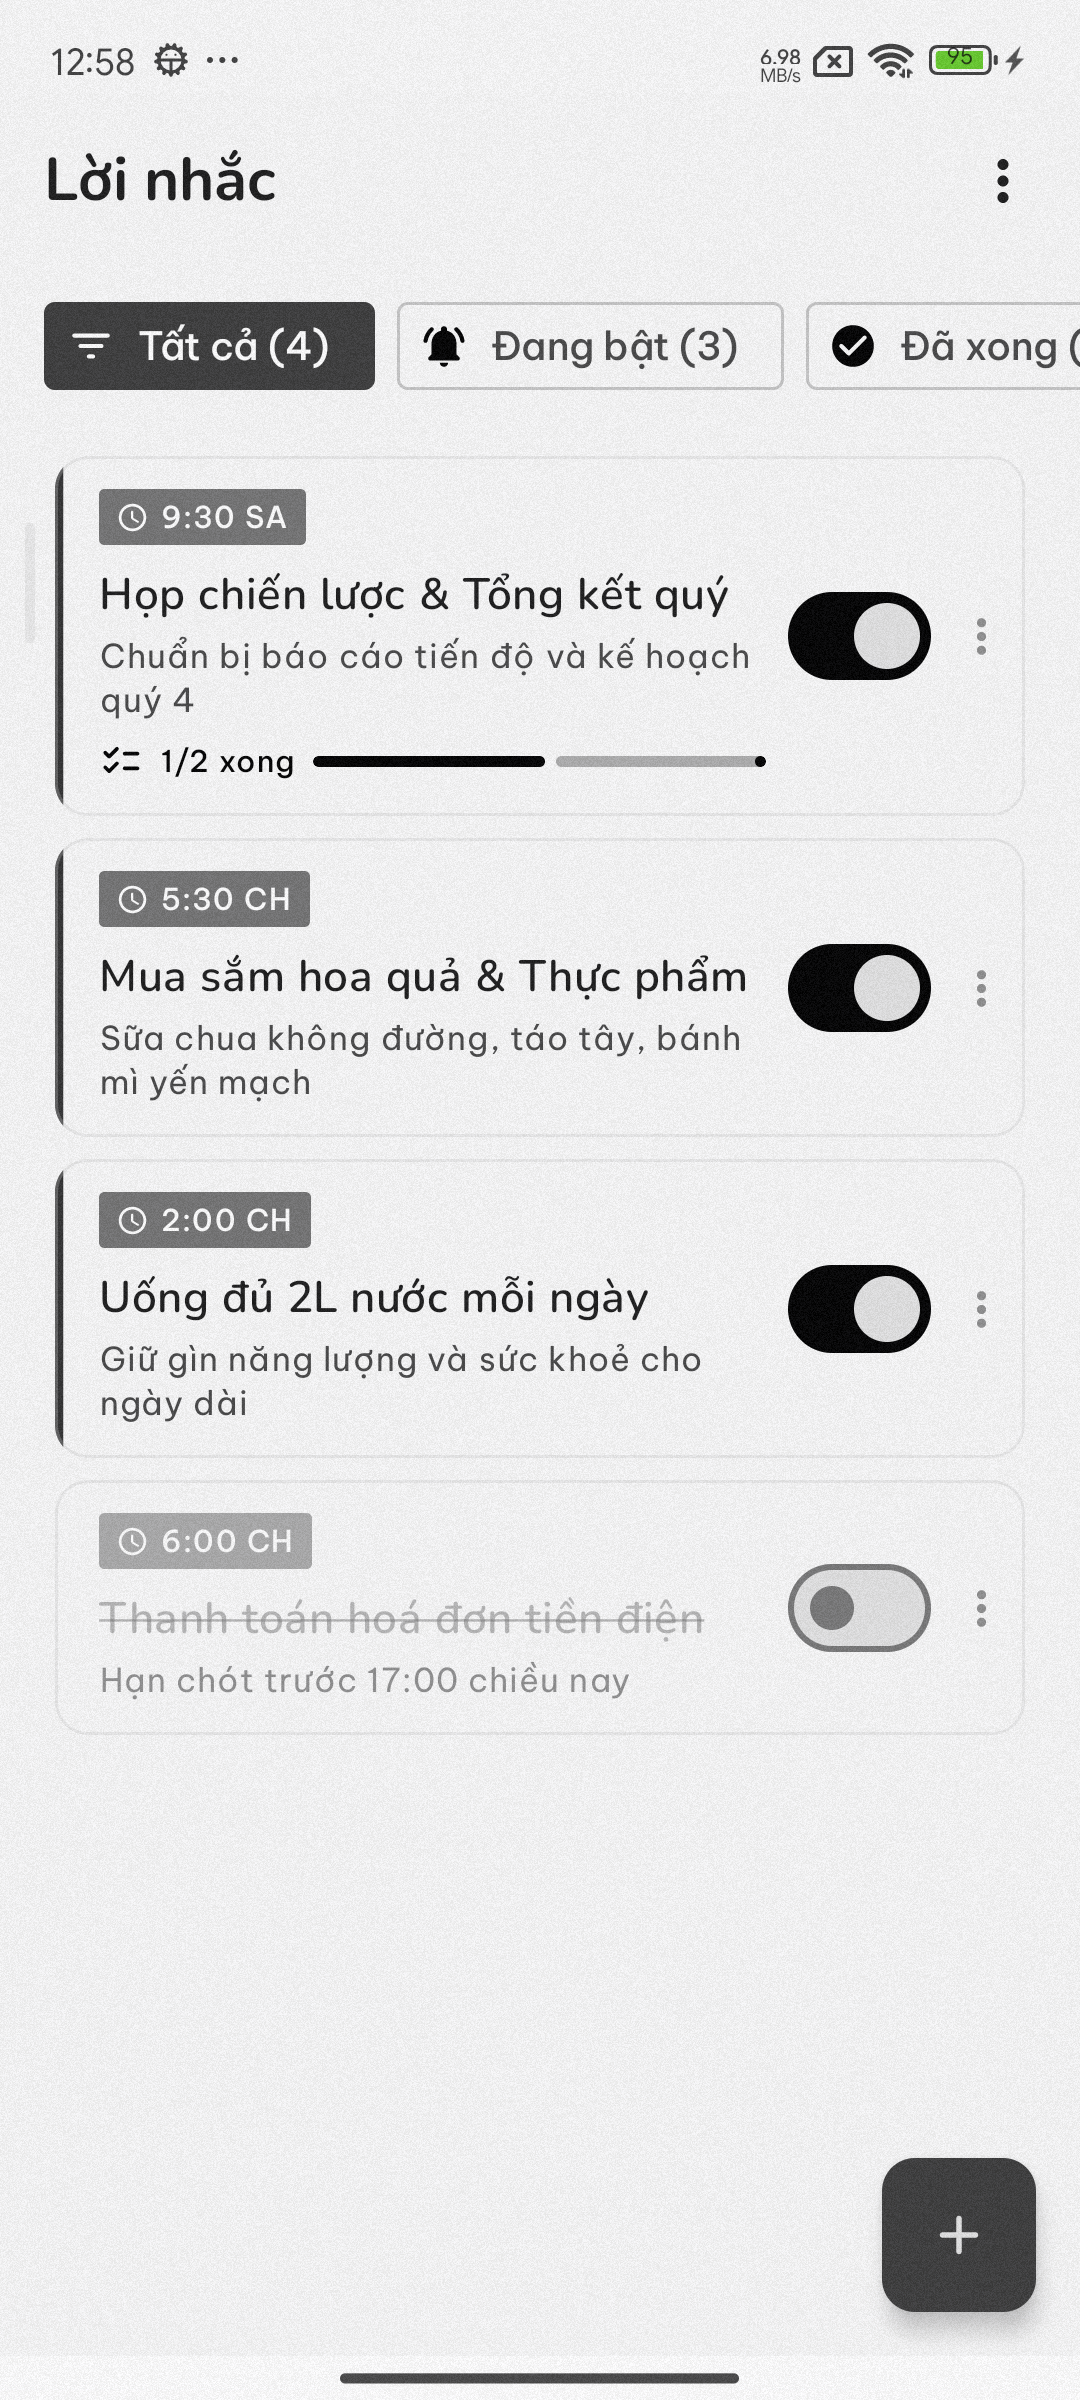 12:58
6.98
MB/s
95
Lời nhắc
Tất cả (4)
Đang bật (3)
Đã xong (
9:30 SA
Họp chiến lược & Tổng kết quý
Chuẩn bị báo cáo tiến độ và kế hoạch
quý 4
1/2 xong
5:30 CH
Mua sắm hoa quả & Thực phẩm
Sữa chua không đường, táo tây, bánh
mì yến mạch
2:00 CH
Uống đủ 2L nước mỗi ngày
Giữ gìn năng lượng và sức khoẻ cho
ngày dài
6:00 CH
Thanh toán hoá đơn tiền điện
Hạn chót trước 17:00 chiều nay